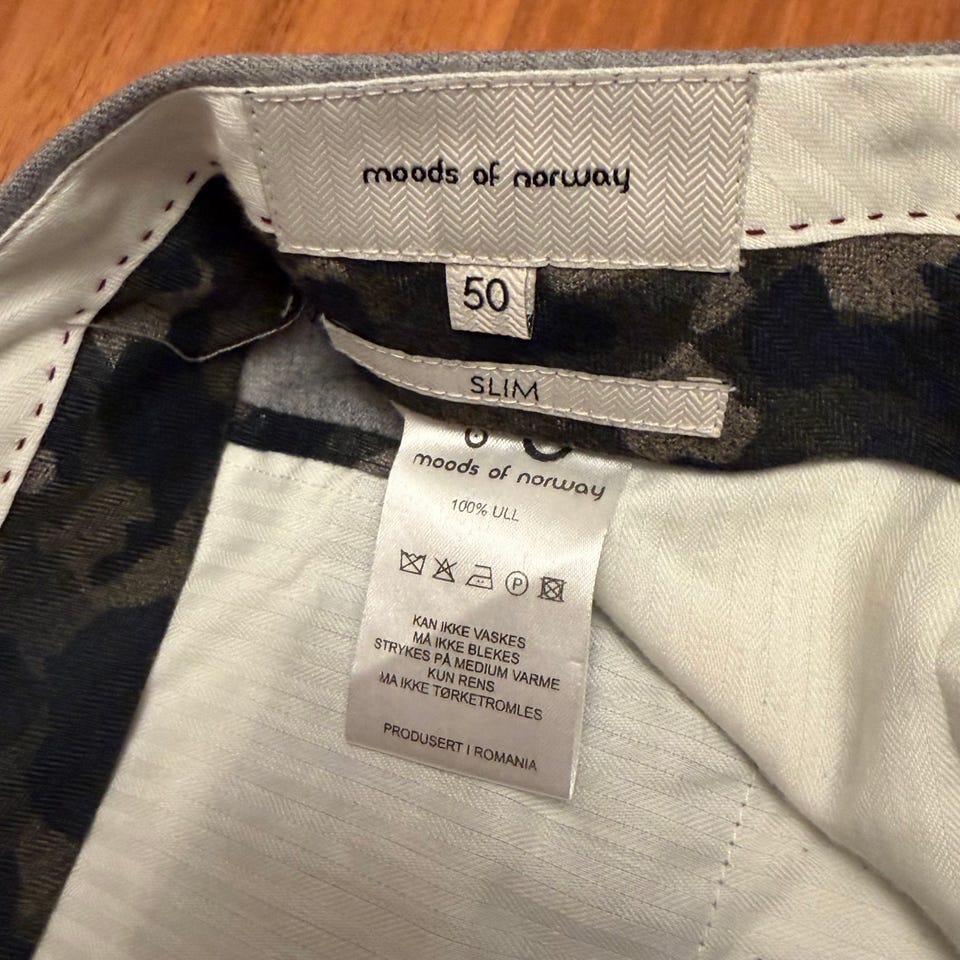 moods of norway
50
SLIM
moods of norway
100% ULL
P
KAN IKKE VASKES
MÅ IKKE BLEKES
STRYKES PÅ MEDIUM VARME
KUN RENS
MÅ IKKE TØRKETROMLES
PRODUSERT I ROMANIA